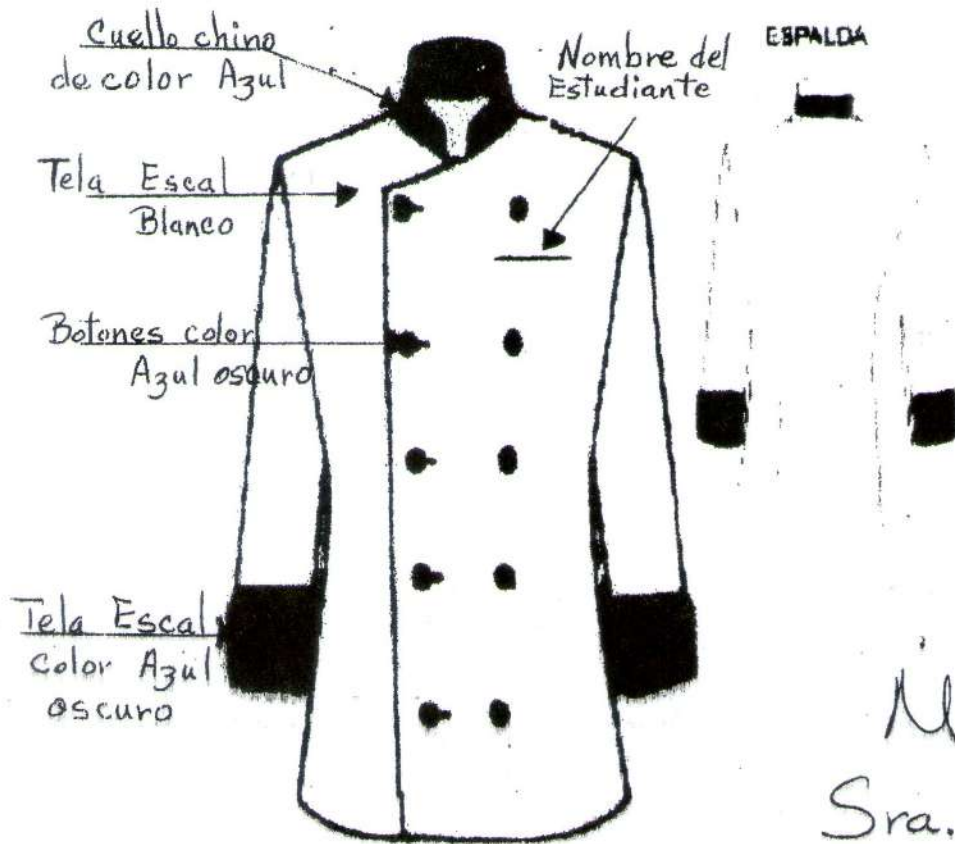 Cuello chino
de color Azul
Nombre del
Estudiante
ESPALDA
Tela Escal
Blanco
Botones color
Azul oscuro
Tela Escal
color Azul
oscuro
Sra.